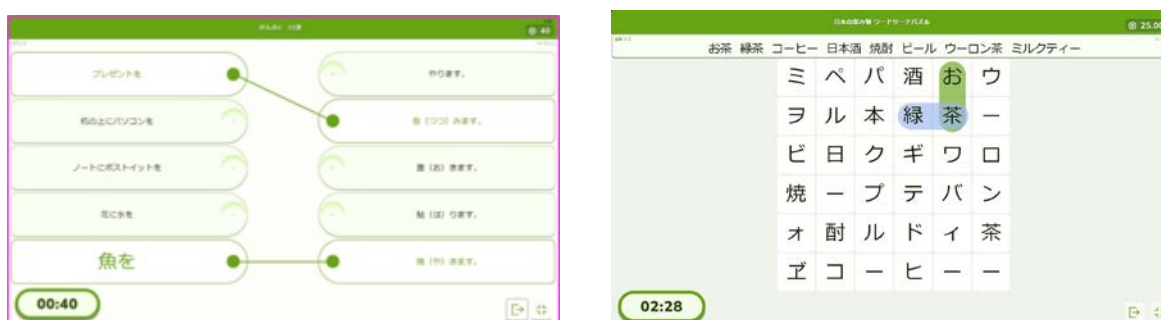 40
プレゼントを
やります。
机の上にパソコンを
包（つつ）みます。
ノートにポストイットを
置（お）きます。
花に水を
貼（は）ります。
魚を
焼（や）きます。
00:40
日本の飲み物 ワードサーチパズル
25.00
お茶 緑茶 コーヒー 日本酒 焼酎 ビール ウーロン茶 ミルクティー
ミ ペ パ 酒 お ウ
ヲ ル 本 緑 茶 ー
ビ 日 ク ギ ワ ロ
焼 ー プ テ バ ン
ォ 酎 ル ド ィ 茶
ヹ コ ー ヒ ー ー
02:28